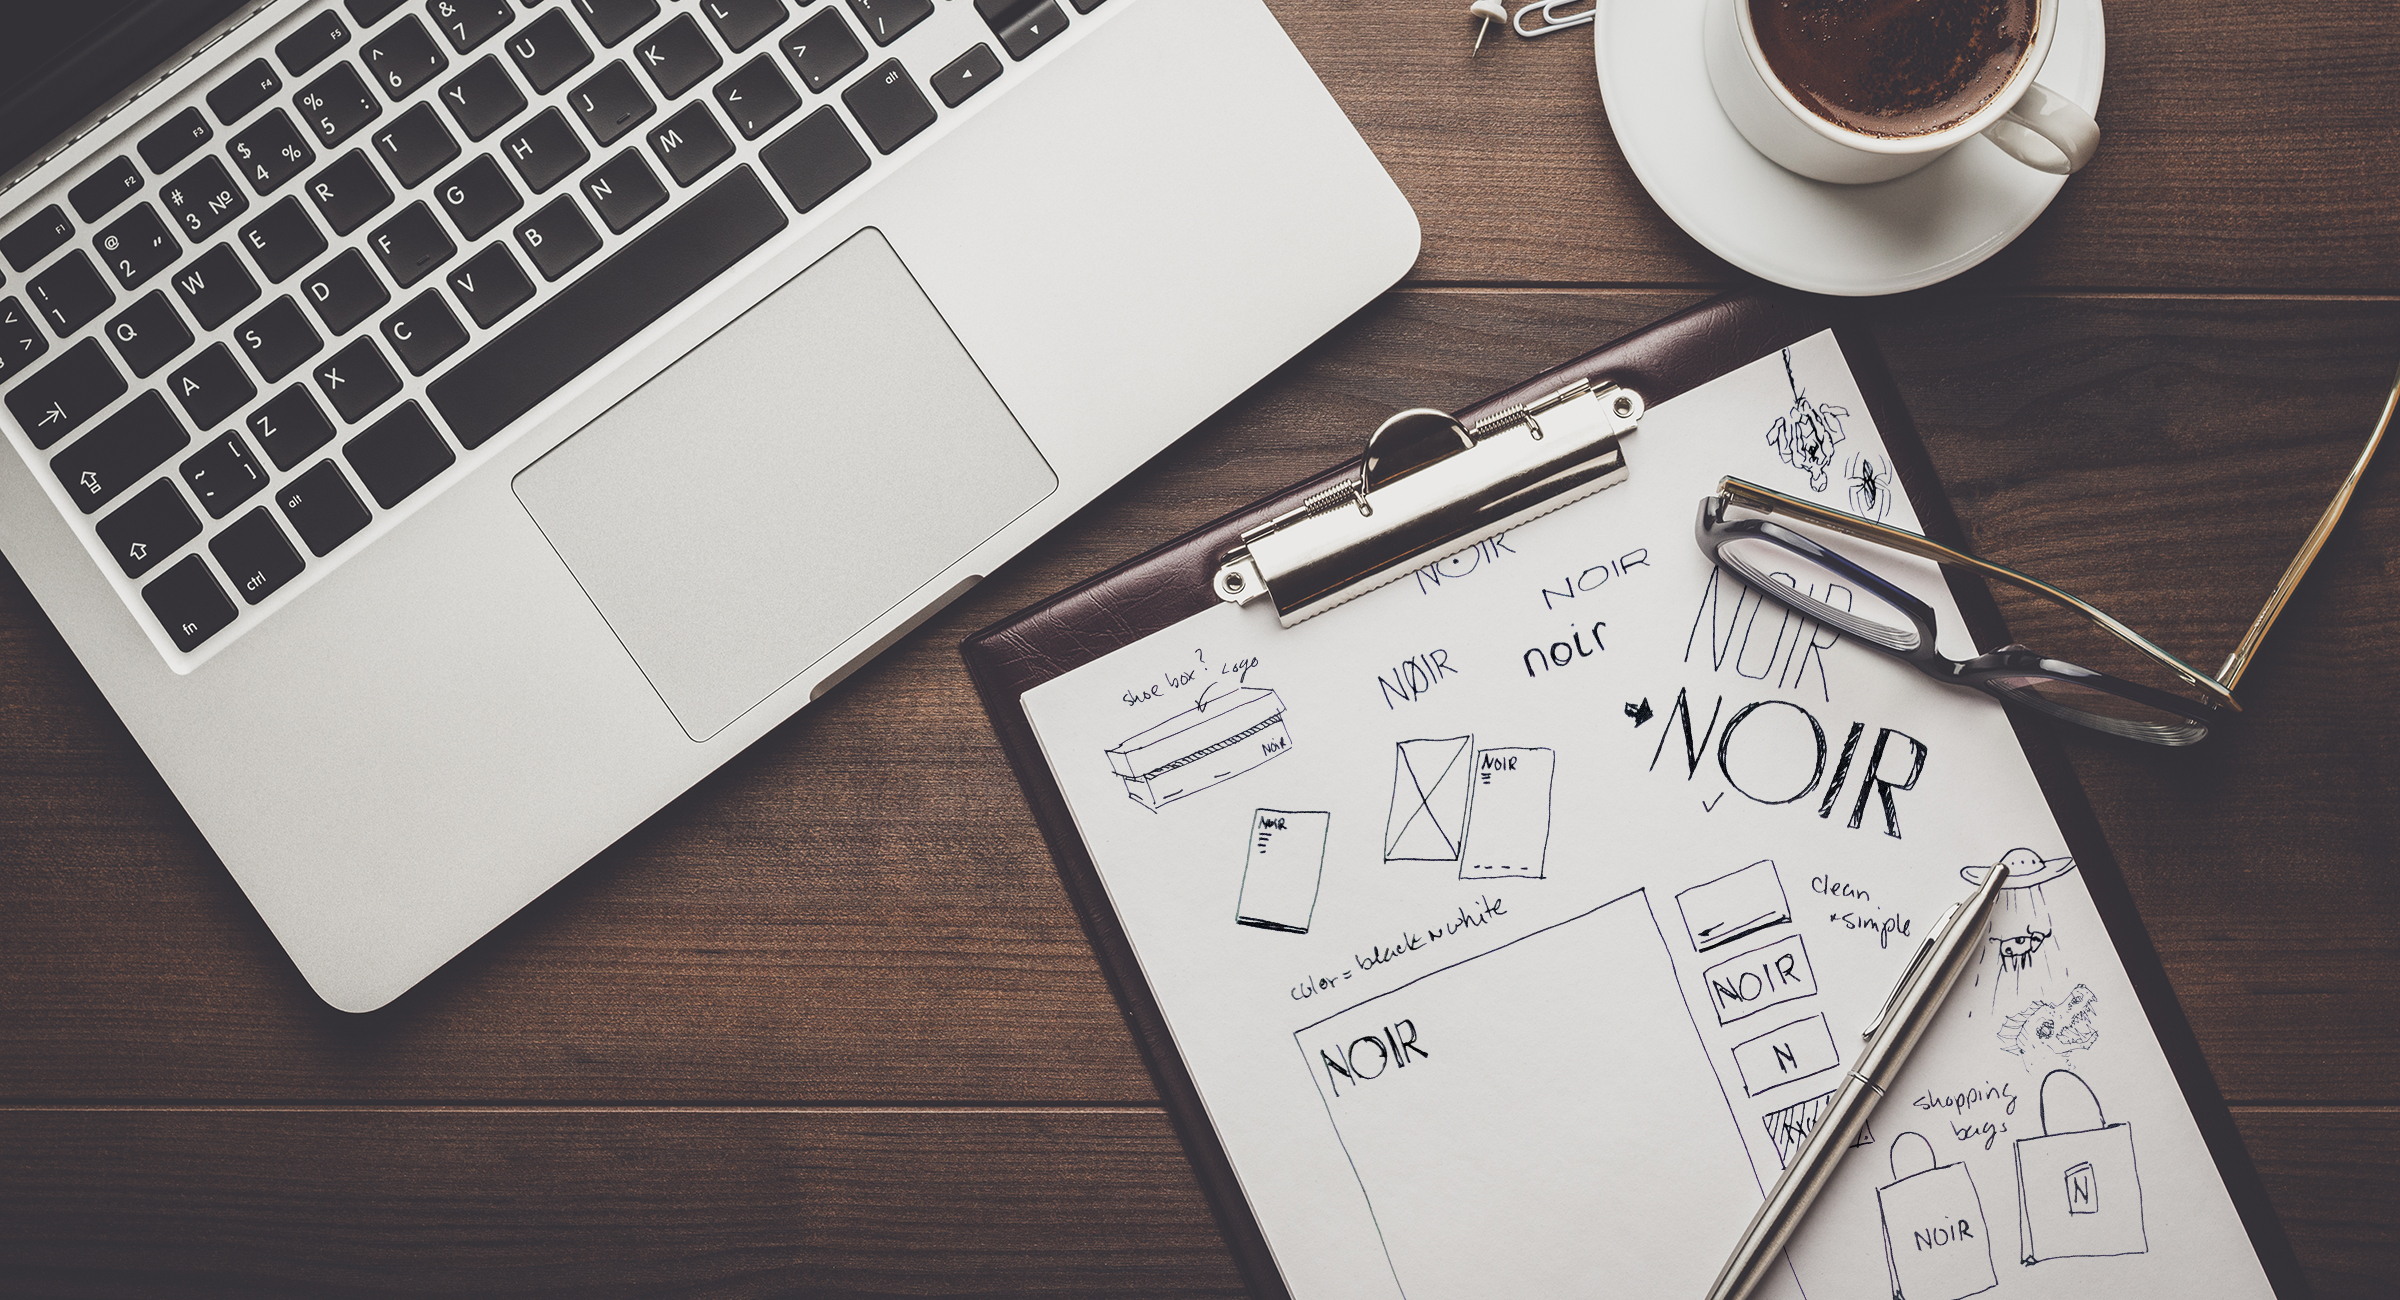 F5
F4
F3
F2
F1
& 7 .
^ 6 ,
% 5 :
$ 4 %
# 3 №
@ 2 "
! 1
< >
> .
< ,
? /
Q W E R T Y U I
A S D F G H J K L
Z X C V B N M
~ [ ]
alt
alt
ctrl
fn
NOIR
NOIR
NOIR
noir
NØIR
NOIR
shoe box? Logo
NOIR
NOIR
NOIR
clean
*simple
color = black n white
NOIR
NOIR
N
shopping
bags
NOIR
N